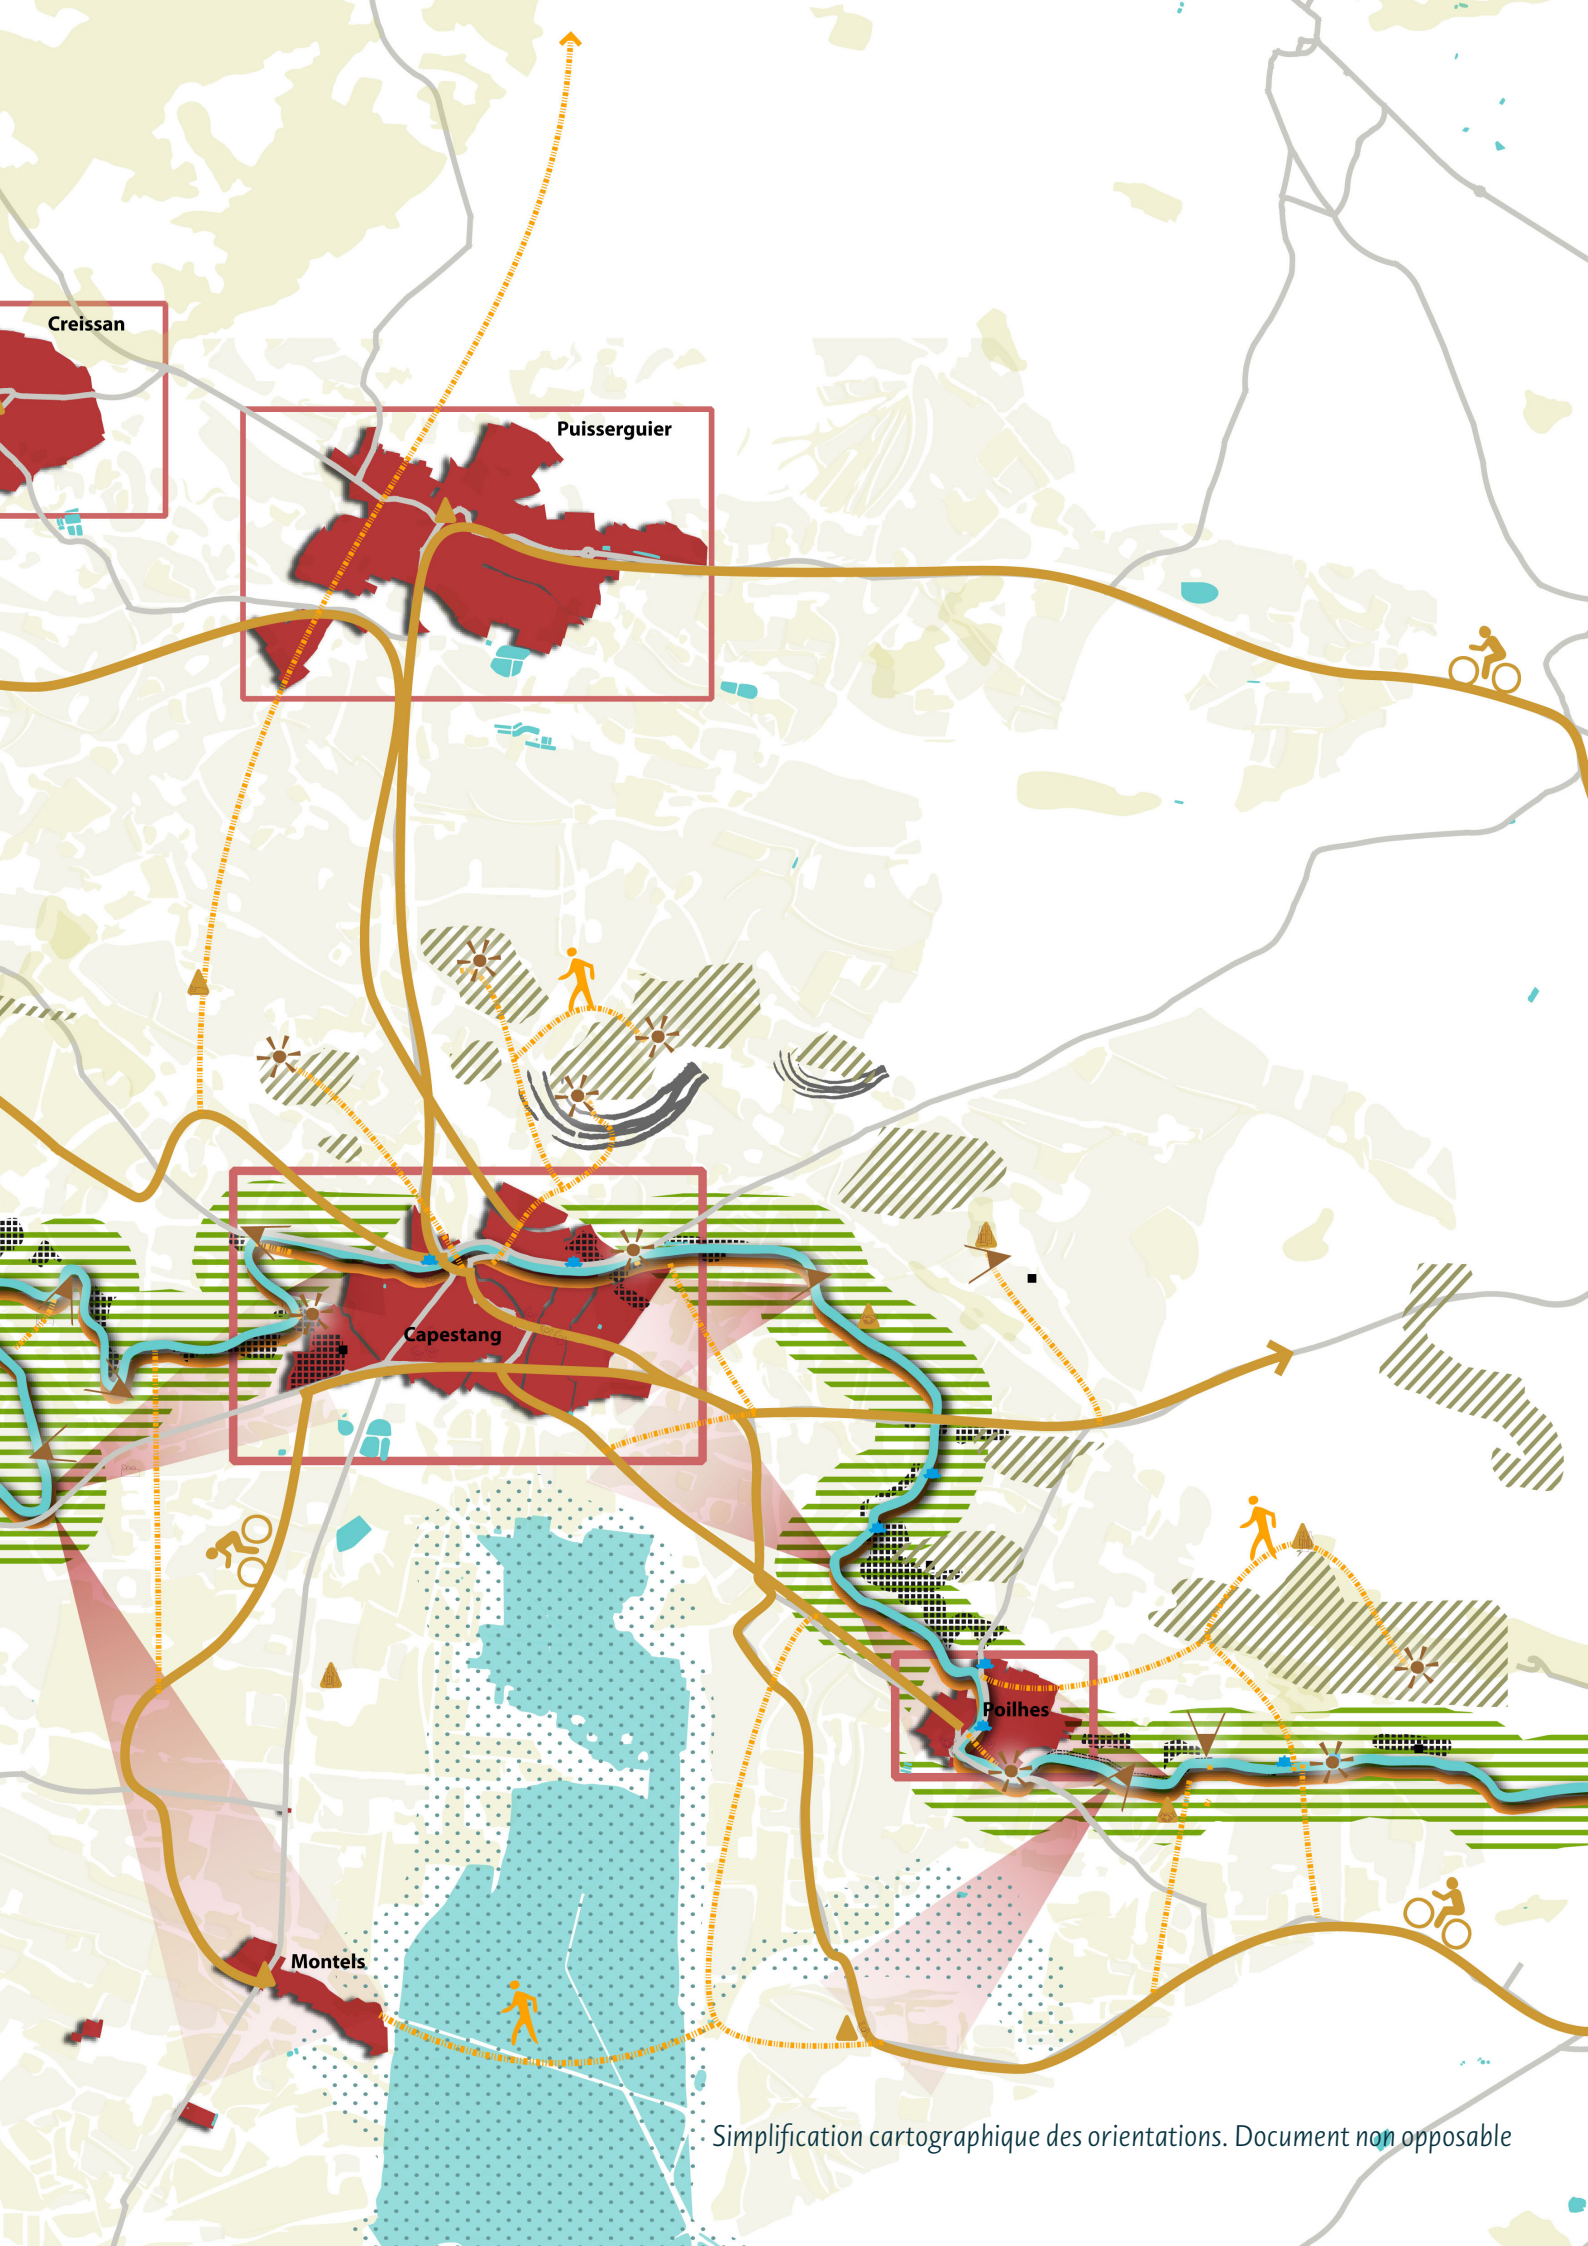 Creissan
Puisserguier
Capestang
Poilhes
Montels
Simplification cartographique des orientations. Document non opposable